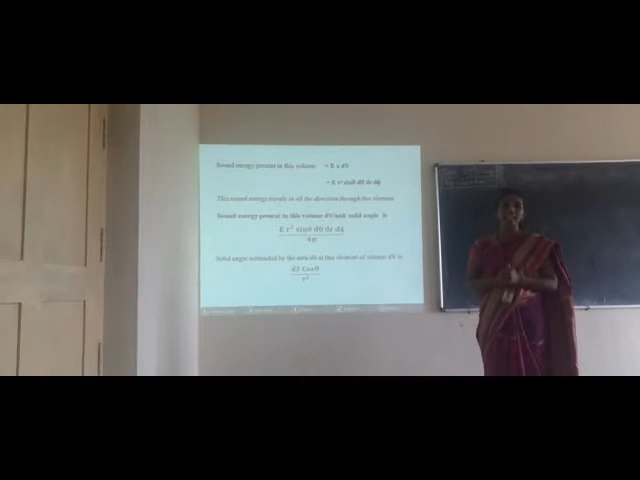 Sound energy present in this volume = E x dV
= E r² sinθ dθ dr dϕ
This sound energy travels in all the direction through this element.
Sound energy present in this volume dV/unit solid angle is
E r² sinθ dθ dr dϕ
4π
Solid angle subtended by the area dS at this element of volume dV is
dS Cosθ
r²